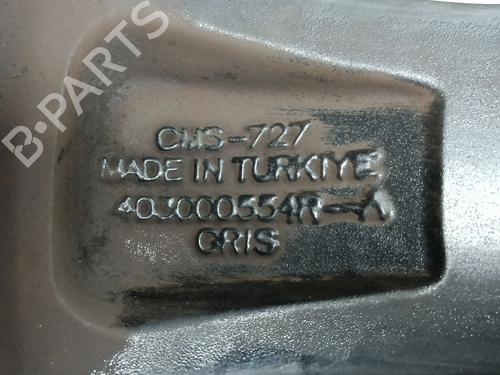 B-PARTS
CMS-727
MADE IN TURKIYE
403000554R-A
GRIS